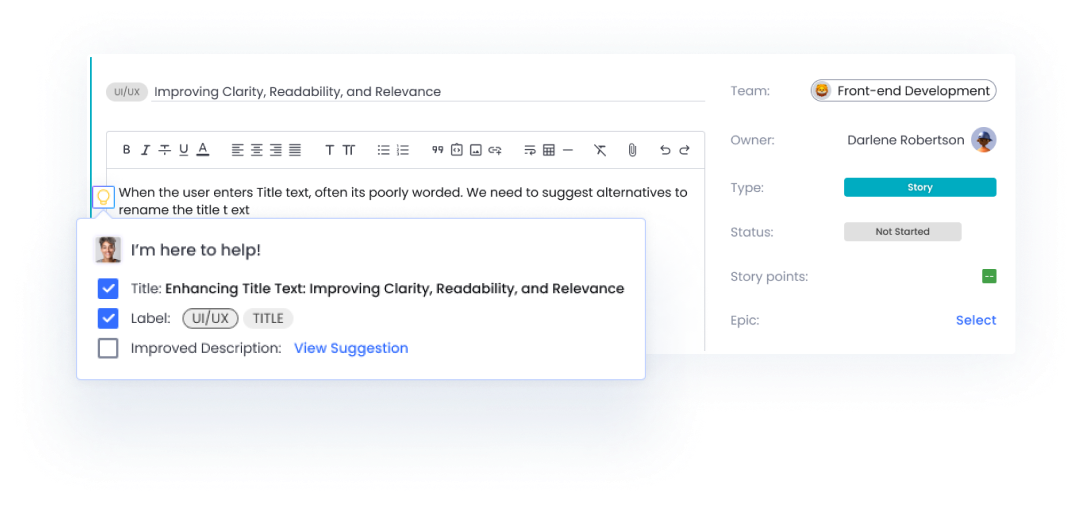 UI/UX Improving Clarity, Readability, and Relevance
When the user enters Title text, often its poorly worded. We need to suggest alternatives to
rename the title t ext
I'm here to help!
Title: Enhancing Title Text: Improving Clarity, Readability, and Relevance
Label: UI/UX TITLE
Improved Description: View Suggestion
Team: Front-end Development
Owner: Darlene Robertson
Type: Story
Status: Not Started
Story points: --
Epic: Select